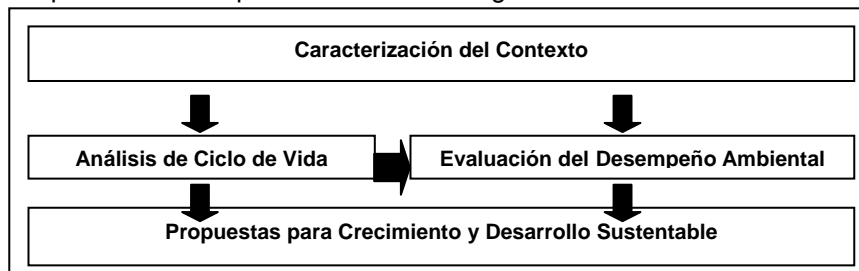 Caracterización del Contexto
Análisis de Ciclo de Vida
Evaluación del Desempeño Ambiental
Propuestas para Crecimiento y Desarrollo Sustentable